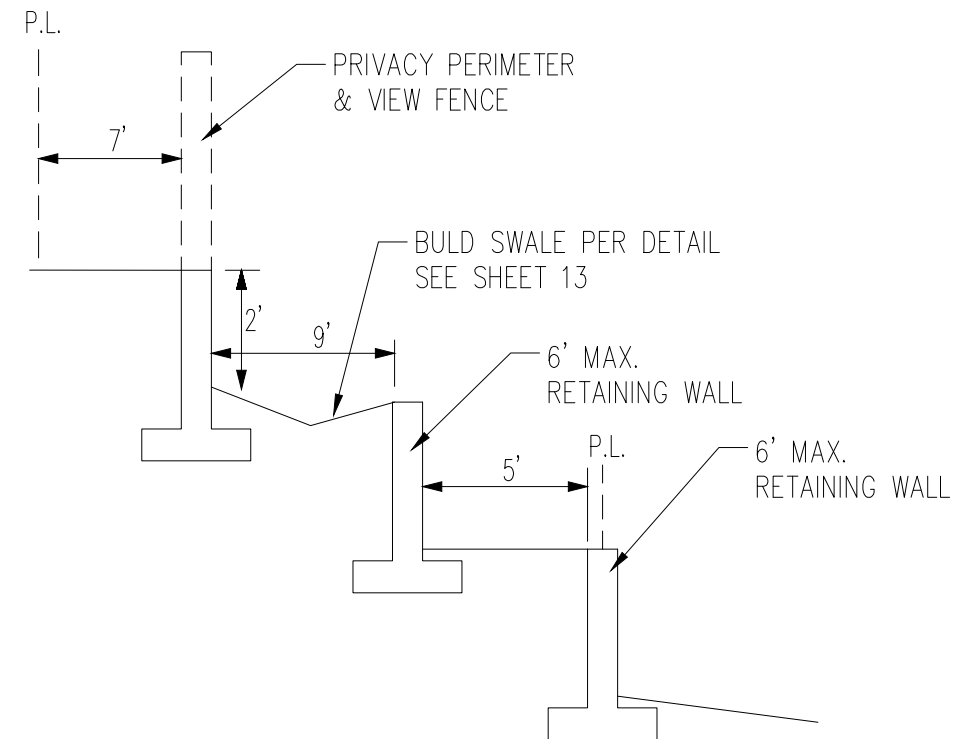 P.L.
PRIVACY PERIMETER
& VIEW FENCE
7'
BULD SWALE PER DETAIL
SEE SHEET 13
2'
9'
6' MAX.
RETAINING WALL
P.L.
6' MAX.
RETAINING WALL
5'